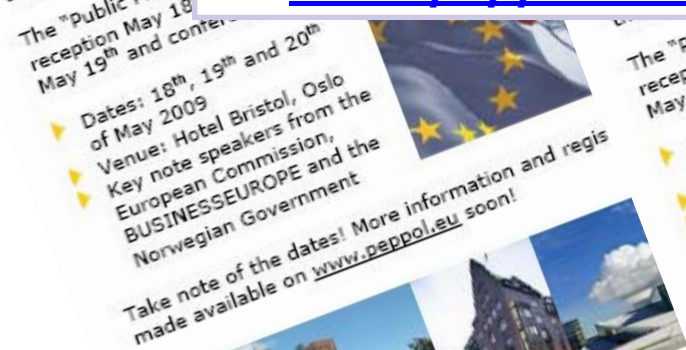 The "Public
reception May 18
May 19th and
Dates: 18th, 19th and 20th
of May 2009
Venue: Hotel Bristol, Oslo
Key note speakers from the
European Commission,
BUSINESSEUROPE and the
Norwegian Government
Take note of the dates! More information and regis
made available on www.peppol.eu soon!
The
May